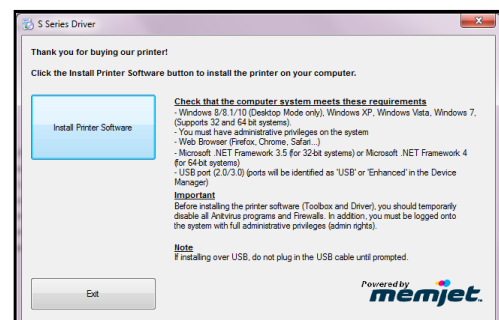 S Series Driver
Thank you for buying our printer!
Click the Install Printer Software button to install the printer on your computer.
Install Printer Software
Check that the computer system meets these requirements
- Windows 8/8.1/10 (Desktop Mode only), Windows XP, Windows Vista, Windows 7,
(Supports 32 and 64 bit systems).
- You must have administrative privileges on the system
- Web Browser (Firefox, Chrome, Safari...)
- Microsoft .NET Framework 3.5 (for 32-bit systems) or Microsoft .NET Framework 4
(for 64-bit systems)
- USB port (2.0/3.0) (ports will be identified as 'USB' or 'Enhanced' in the Device
Manager)
Important
Before installing the printer software (Toolbox and Driver), you should temporarily
disable all Antivirus programs and Firewalls. In addition, you must be logged onto
the system with full administrative privileges (admin rights).
Note
If installing over USB, do not plug in the USB cable until prompted.
Exit
Powered by
memjet.